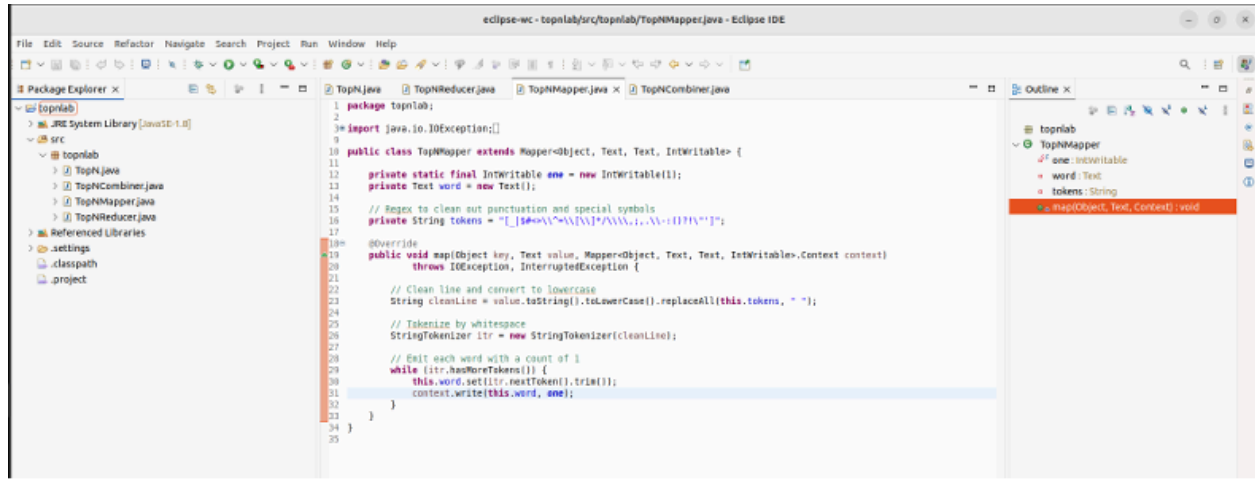 eclipse-wc - topnlab/src/topnlab/TopNMapper.java - Eclipse IDE
File Edit Source Refactor Navigate Search Project Run Window Help
Package Explorer
topnlab
JRE System Library [JavaSE-1.8]
src
topnlab
TopN.java
TopNCombiner.java
TopNMapper.java
TopNReducer.java
Referenced Libraries
.settings
.classpath
.project
TopN.java TopNReducer.java TopNMapper.java TopNCombiner.java
1 package topnlab;
2
3 import java.io.IOException;
9
10 public class TopNMapper extends Mapper<Object, Text, Text, IntWritable> {
11
12 private static final IntWritable one = new IntWritable(1);
13 private Text word = new Text();
14
15 // Regex to clean out punctuation and special symbols
16 private String tokens = "[_|$#<>\\^=\\[\\]*/\\\\,;,.\\-:()?!\"']";
17
18 @Override
19 public void map(Object key, Text value, Mapper<Object, Text, Text, IntWritable>.Context context)
20 throws IOException, InterruptedException {
21
22 // Clean line and convert to lowercase
23 String cleanLine = value.toString().toLowerCase().replaceAll(this.tokens, " ");
24
25 // Tokenize by whitespace
26 StringTokenizer itr = new StringTokenizer(cleanLine);
27
28 // Emit each word with a count of 1
29 while (itr.hasMoreTokens()) {
30 this.word.set(itr.nextToken().trim());
31 context.write(this.word, one);
32 }
33 }
34 }
35
Outline
topnlab
TopNMapper
one : IntWritable
word : Text
tokens : String
map(Object, Text, Context) : void